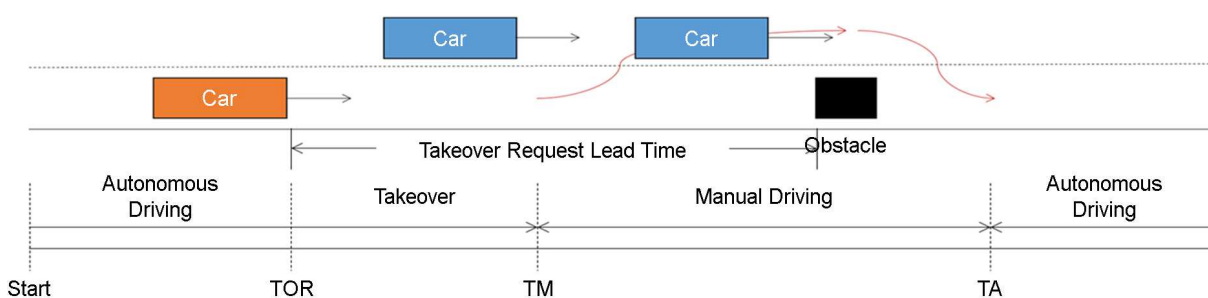 Car
Car
Car
Obstacle
Takeover Request Lead Time
Autonomous
Driving
Takeover
Manual Driving
Autonomous
Driving
Start
TOR
TM
TA